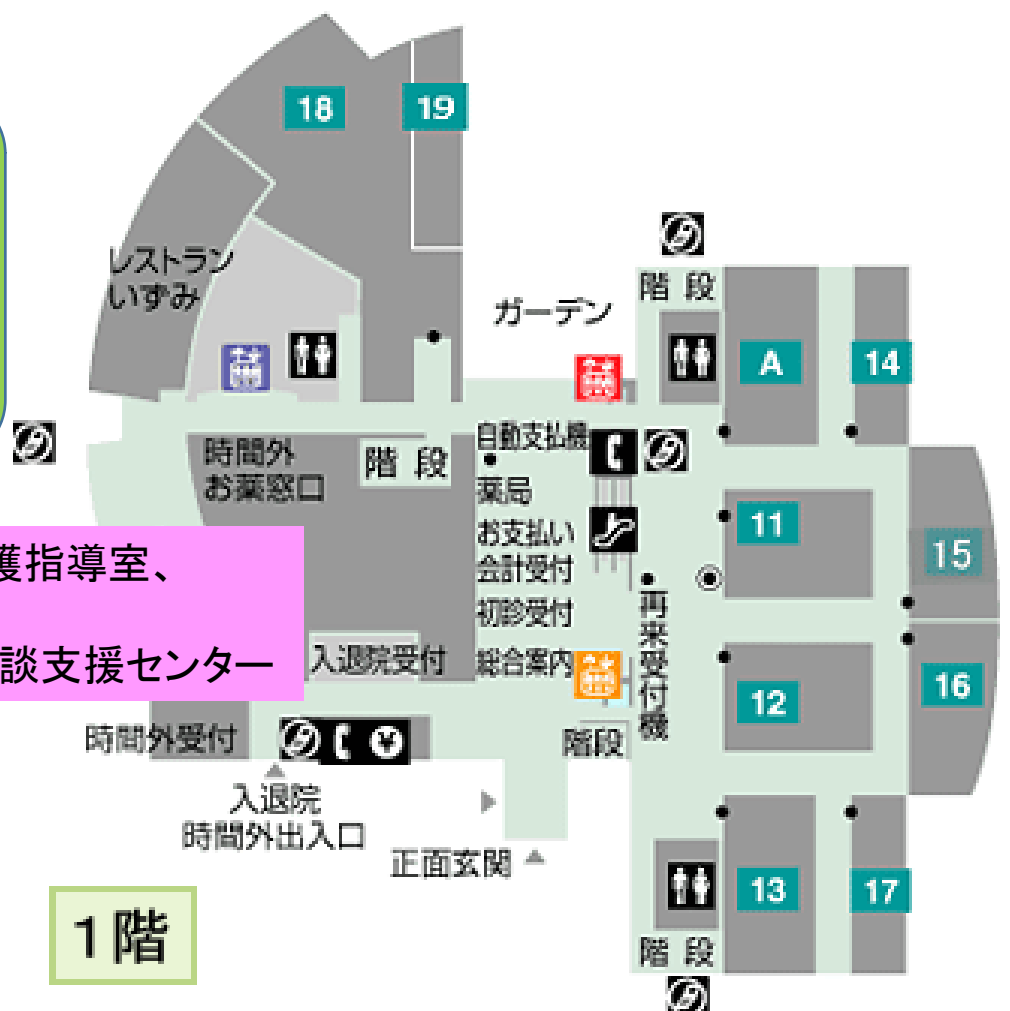 18
19
レストラン
いずみ
ガーデン
階 段
A
14
時間外
お薬窓口
階 段
自動支払機
薬局
お支払い
会計受付
初診受付
総合案内
再来受付機
11
15
12
16
護指導室、
談支援センター
入退院受付
時間外受付
階段
入退院
時間外出入口
正面玄関
13
17
階 段
1階